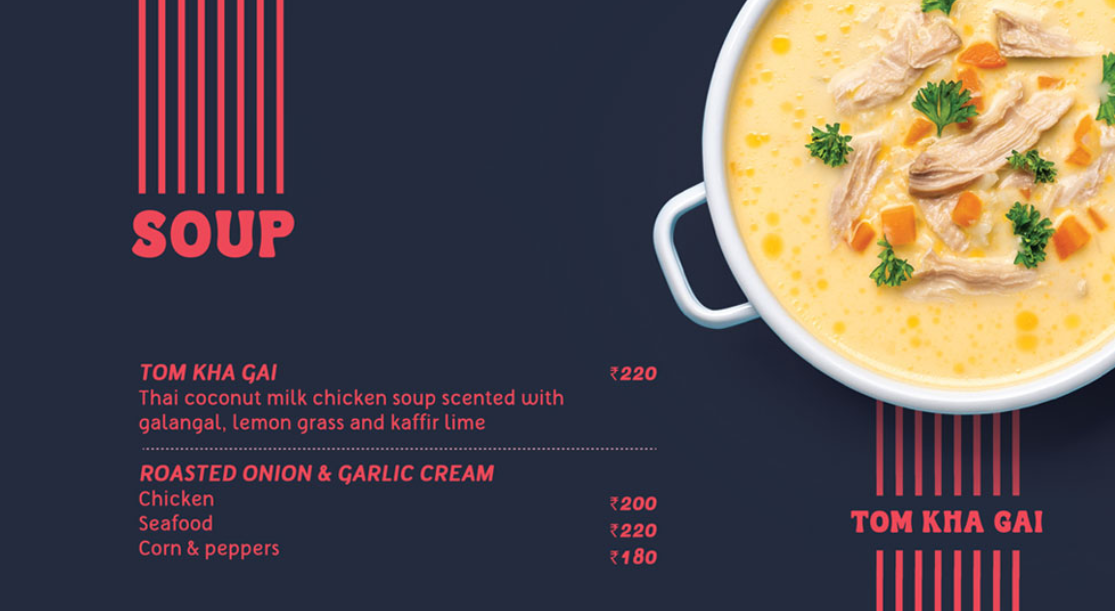 SOUP
TOM KHA GAI ₹220
Thai coconut milk chicken soup scented with
galangal, lemon grass and kaffir lime
ROASTED ONION & GARLIC CREAM
Chicken ₹200
Seafood ₹220
Corn & peppers ₹180
TOM KHA GAI